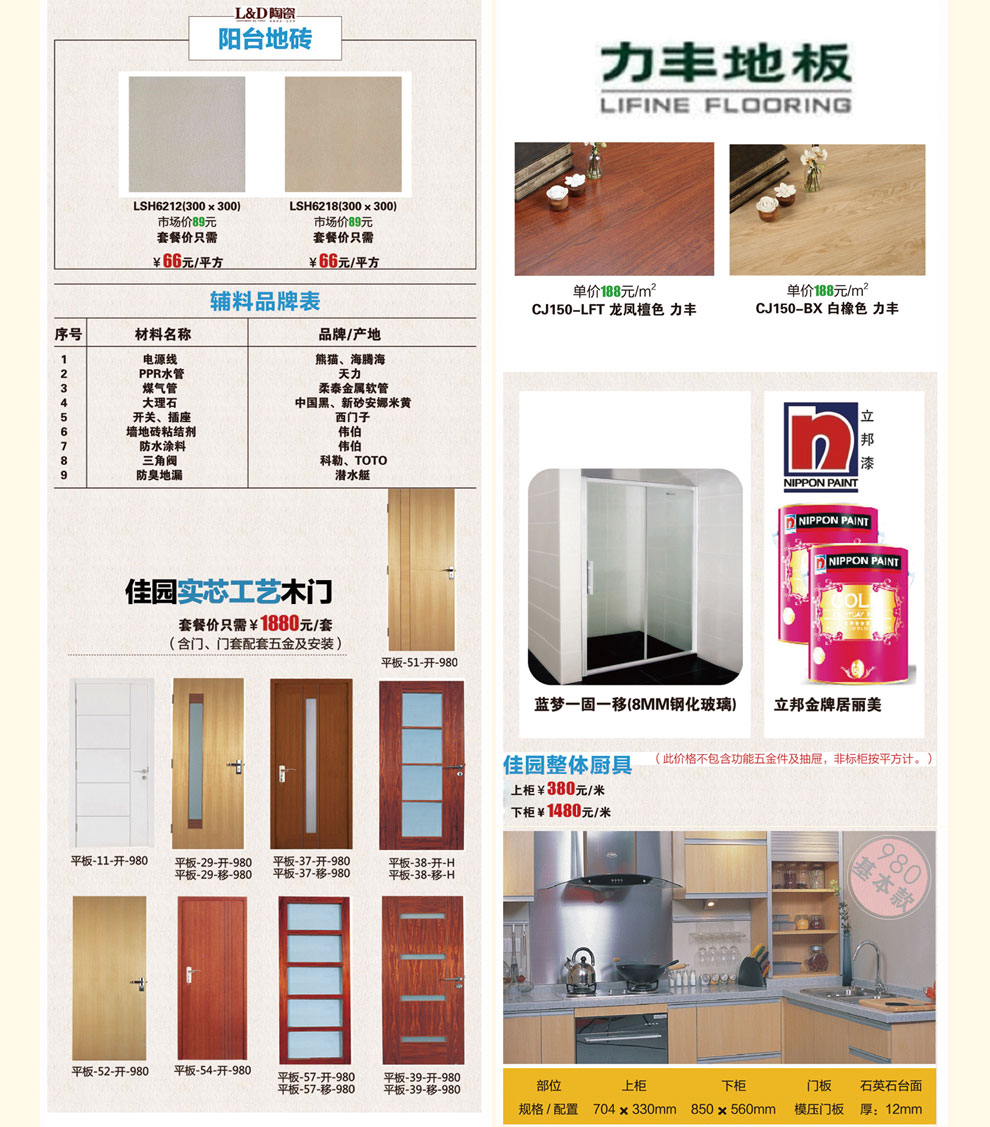 L&D陶瓷
阳台地砖
LSH6212(300×300)
市场价89元
套餐价只需
¥66元/平方
LSH6218(300×300)
市场价89元
套餐价只需
¥66元/平方
辅料品牌表
序号 材料名称 品牌/产地
1 电源线 熊猫、海腾海
2 PPR水管 天力
3 煤气管 柔泰金属软管
4 大理石 中国黑、新砂安娜米黄
5 开关、插座 西门子
6 墙地砖粘结剂 伟伯
7 防水涂料 伟伯
8 三角阀 科勒、TOTO
9 防臭地漏 潜水艇
佳园实芯工艺木门
套餐价只需¥1880元/套
(含门、门套配套五金及安装)
平板-51-开-980
平板-11-开-980
平板-29-开-980
平板-29-移-980
平板-37-开-980
平板-37-移-980
平板-38-开-H
平板-38-移-H
平板-52-开-980
平板-54-开-980
平板-57-开-980
平板-57-移-980
平板-39-开-980
平板-39-移-980
力丰地板
LIFINE FLOORING
单价188元/m²
CJ150-LFT 龙凤檀色 力丰
单价188元/m²
CJ150-BX 白橡色 力丰
蓝梦一固一移(8MM钢化玻璃)
n
立邦漆
NIPPON PAINT
NIPPON PAINT
NIPPON PAINT
立邦金牌居丽美
佳园整体厨具
(此价格不包含功能五金件及抽屉，非标柜按平方计。)
上柜¥380元/米
下柜¥1480元/米
980
基本款
部位 上柜 下柜 门板 石英石台面
规格/配置 704×330mm 850×560mm 模压门板 厚：12mm